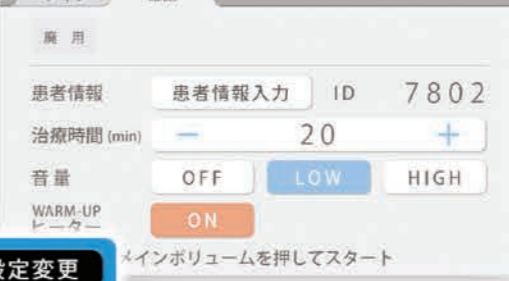 廃用
患者情報 患者情報入力 ID 7802
治療時間 (min) − 20 +
音量 OFF LOW HIGH
WARM-UP
ヒーター ON
メインボリュームを押してスタート
設定変更